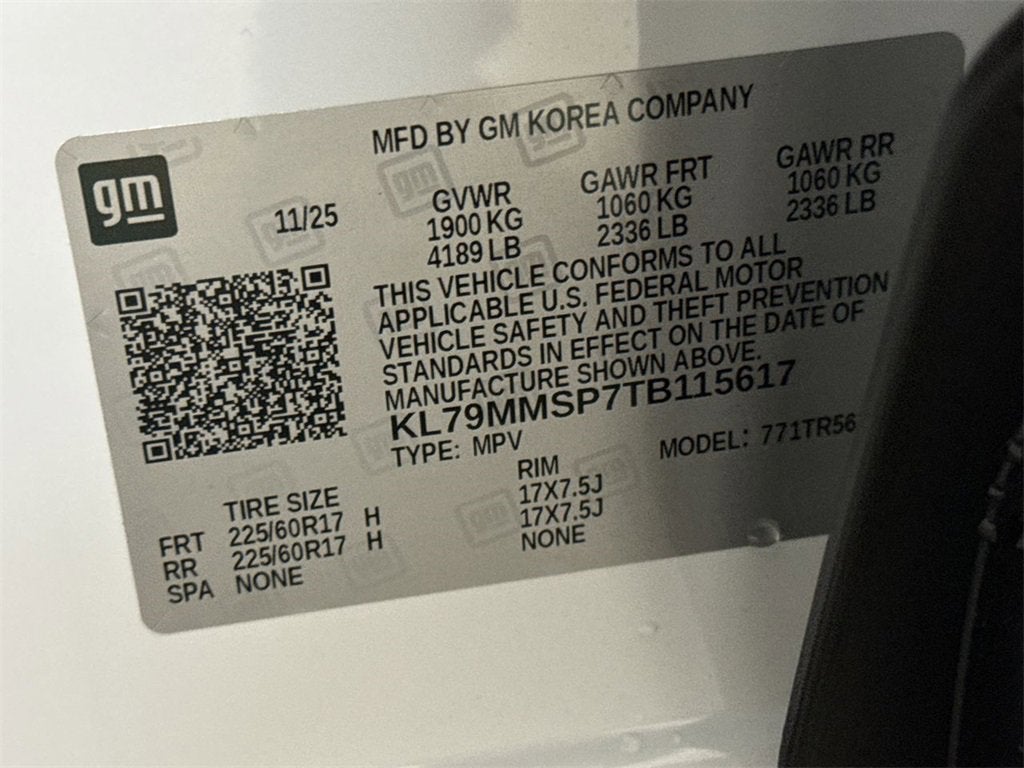 MFD BY GM KOREA COMPANY
gm
11/25
GVWR
1900 KG
4189 LB
GAWR FRT
1060 KG
2336 LB
GAWR RR
1060 KG
2336 LB
THIS VEHICLE CONFORMS TO ALL
APPLICABLE U.S. FEDERAL MOTOR
VEHICLE SAFETY AND THEFT PREVENTION
STANDARDS IN EFFECT ON THE DATE OF
MANUFACTURE SHOWN ABOVE.
KL79MMSP7TB115617
TYPE: MPV MODEL: 771TR56
TIRE SIZE RIM
FRT 225/60R17 H 17X7.5J
RR 225/60R17 H 17X7.5J
SPA NONE NONE